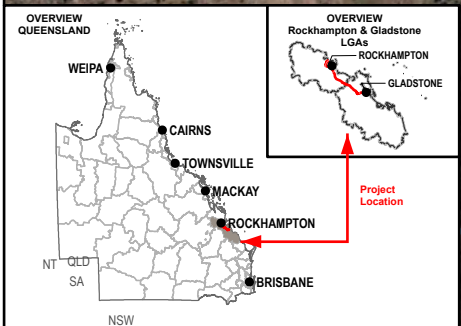 OVERVIEW
QUEENSLAND
WEIPA
CAIRNS
TOWNSVILLE
MACKAY
ROCKHAMPTON
BRISBANE
NT
QLD
SA
NSW
OVERVIEW
Rockhampton & Gladstone
LGAs
ROCKHAMPTON
GLADSTONE
Project
Location